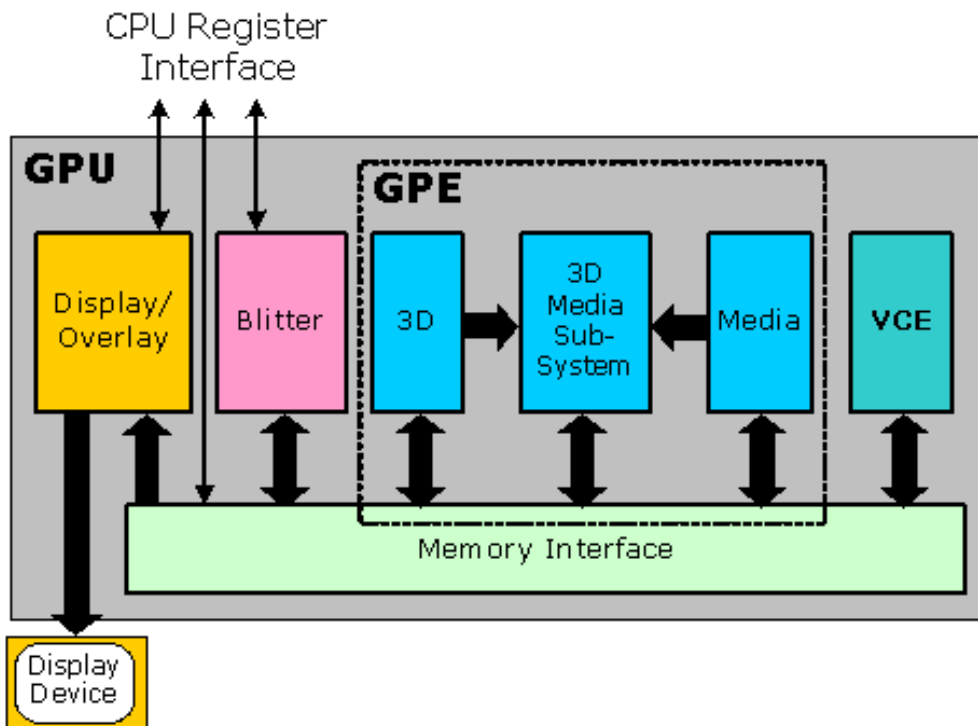 CPU Register
Interface
GPU
GPE
Display/
Overlay
Blitter
3D
3D
Media
Sub-
System
Media
VCE
Memory Interface
Display
Device